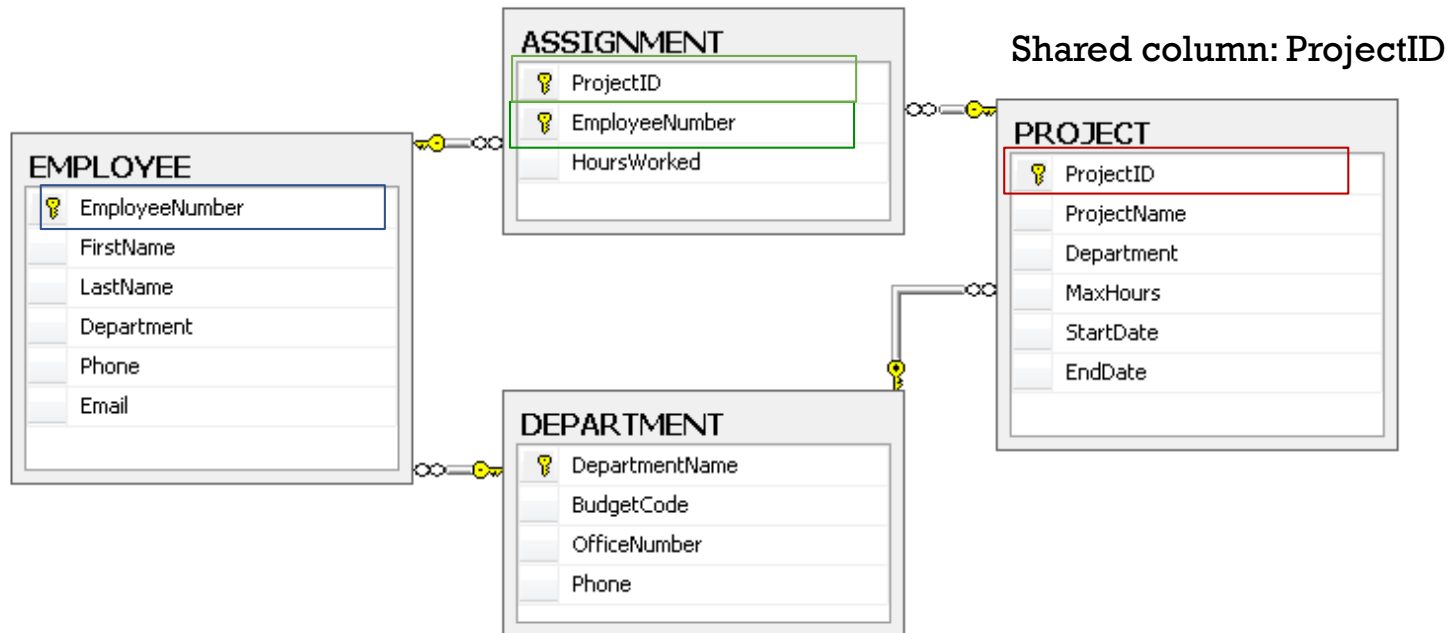 Shared column: ProjectID
ASSIGNMENT
ProjectID
EmployeeNumber
HoursWorked
EMPLOYEE
EmployeeNumber
FirstName
LastName
Department
Phone
Email
PROJECT
ProjectID
ProjectName
Department
MaxHours
StartDate
EndDate
DEPARTMENT
DepartmentName
BudgetCode
OfficeNumber
Phone